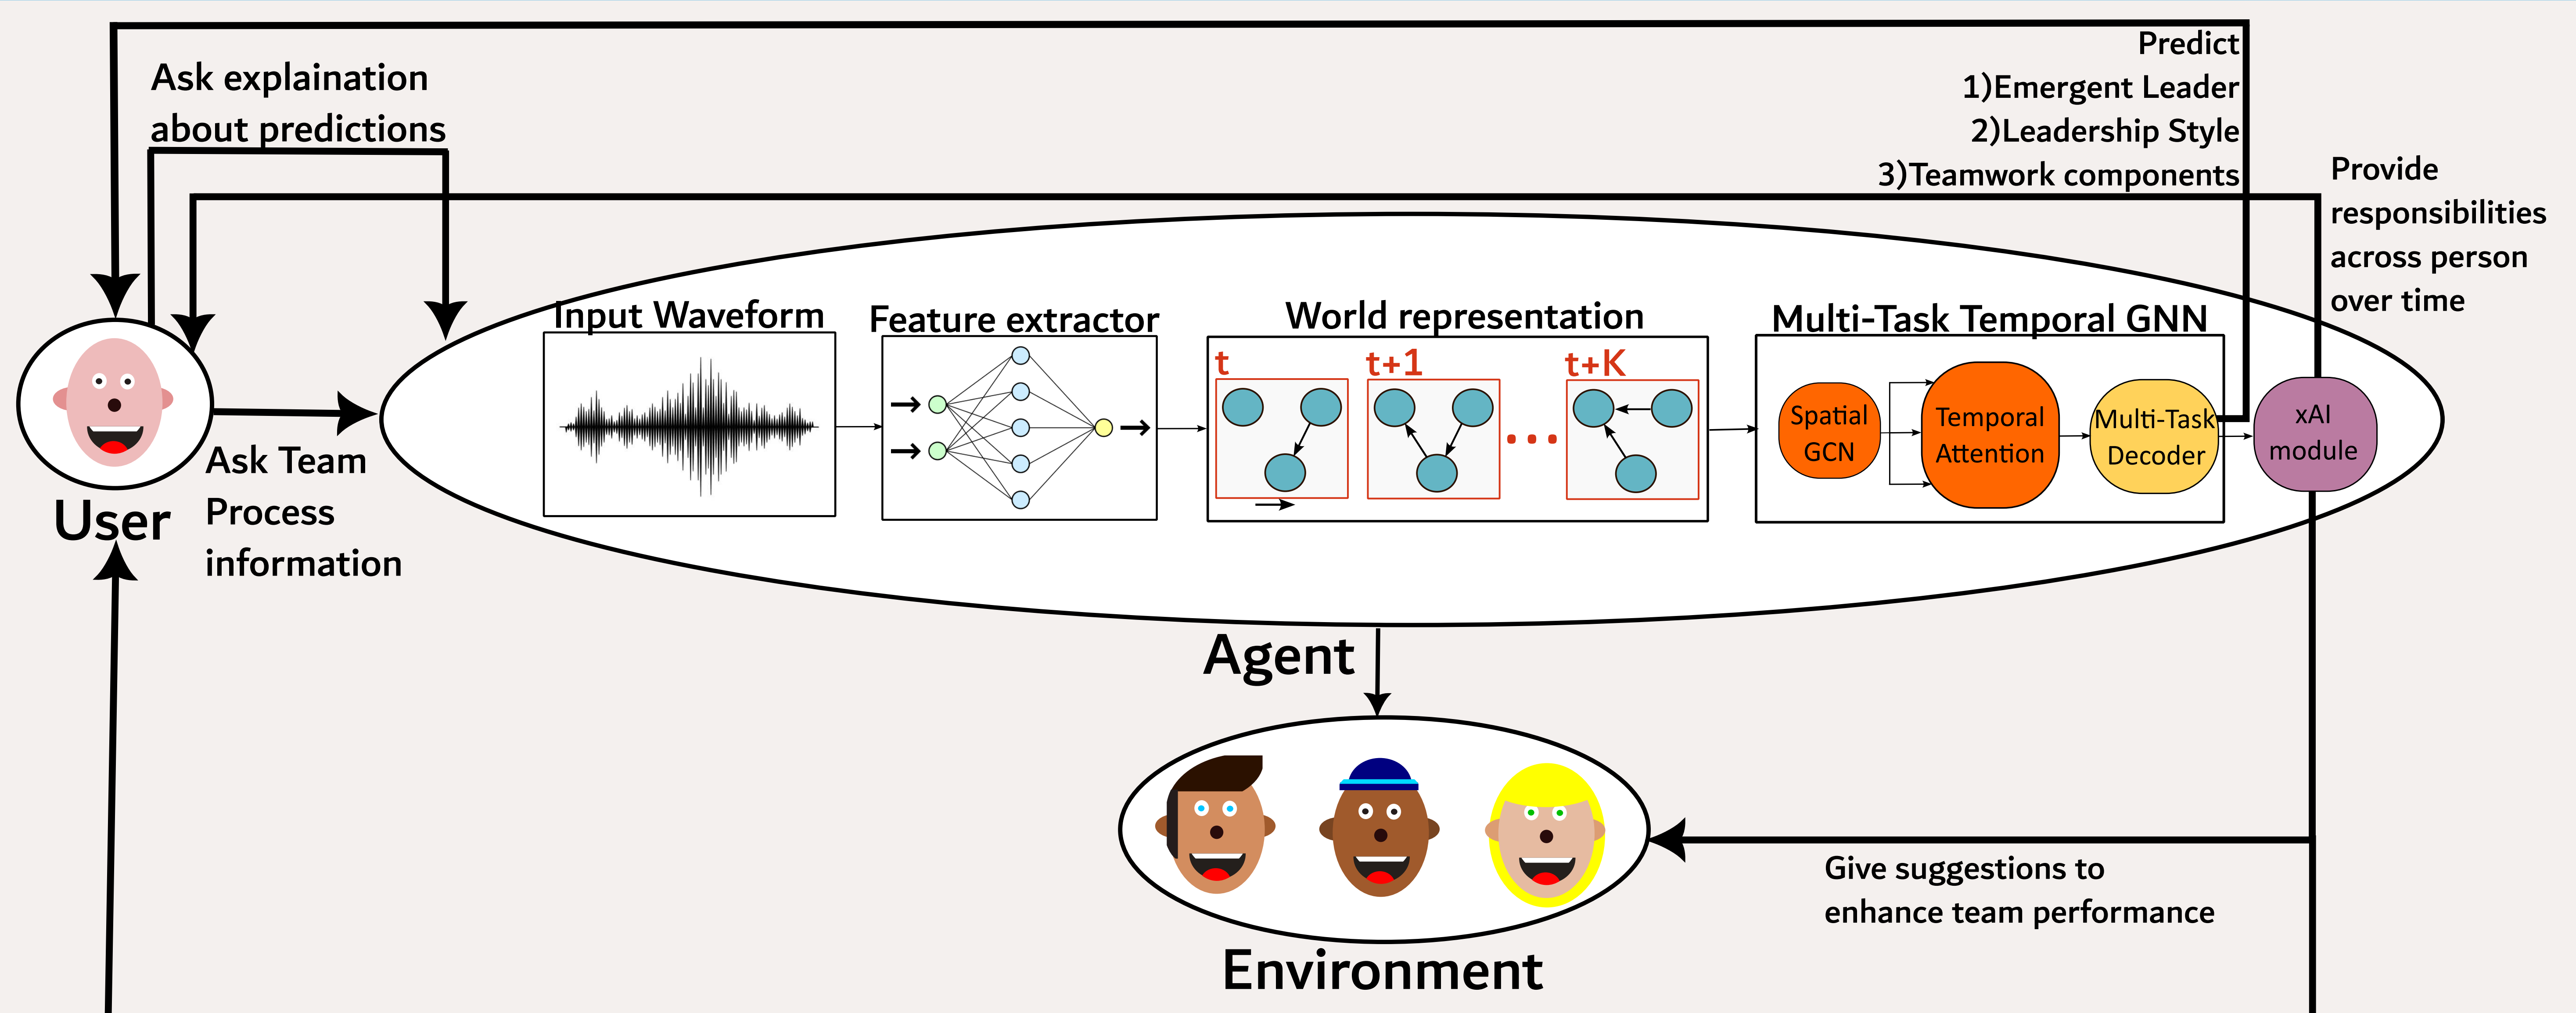 Predict
1)Emergent Leader
2)Leadership Style
3)Teamwork components
Ask explaination
about predictions
Provide
responsibilities
across person
over time
Input Waveform
Feature extractor
World representation
Multi-Task Temporal GNN
t
t+1
t+K
Spatial
GCN
Temporal
Attention
Multi-Task
Decoder
xAI
module
User
Ask Team
Process
information
Agent
Give suggestions to
enhance team performance
Environment